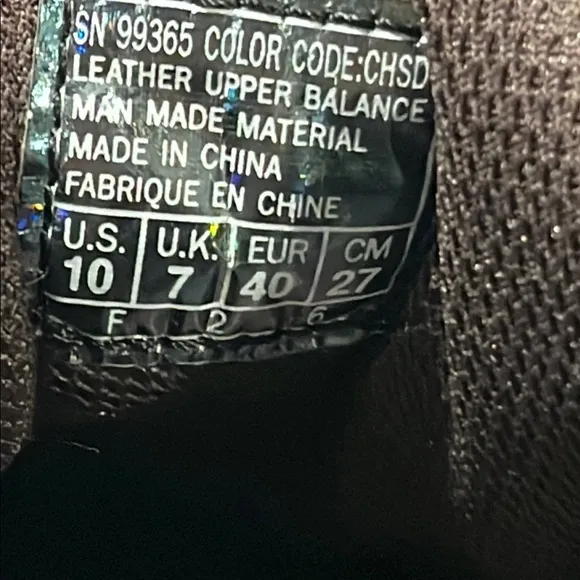 SN 99365 COLOR CODE:CHSD
LEATHER UPPER BALANCE
MAN MADE MATERIAL
MADE IN CHINA
FABRIQUE EN CHINE
U.S. U.K. EUR CM
10 7 40 27
F 2 6